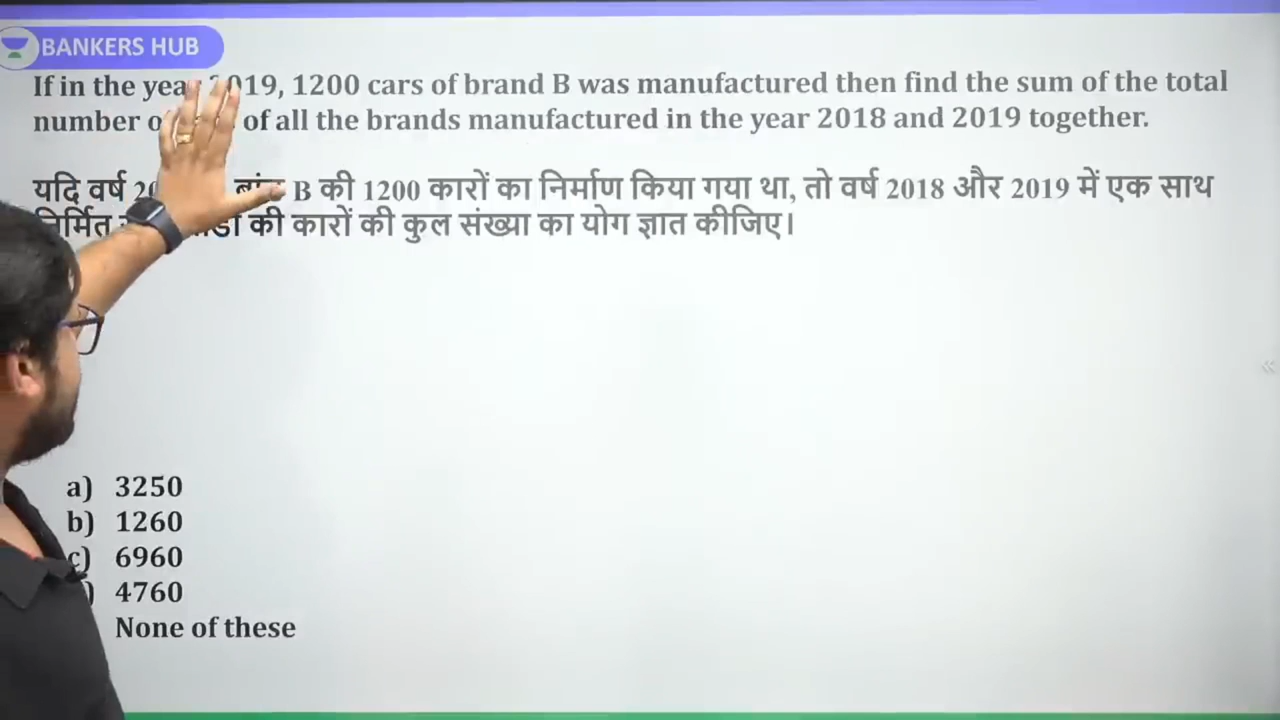 BANKERS HUB
If in the year 2019, 1200 cars of brand B was manufactured then find the sum of the total
number of all the brands manufactured in the year 2018 and 2019 together.
यदि वर्ष B की 1200 कारों का निर्माण किया गया था, तो वर्ष 2018 और 2019 में एक साथ
की कारों की कुल संख्या का योग ज्ञात कीजिए।
a) 3250
b) 1260
c) 6960
) 4760
None of these